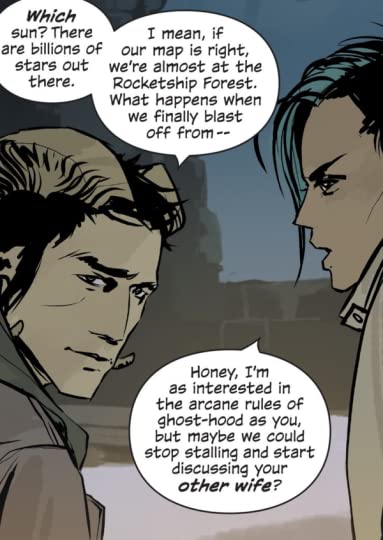 Which
sun? There
are billions of
stars out
there.
I mean, if
our map is right,
we're almost at the
Rocketship Forest.
What happens when
we finally blast
off from--
Honey, I'm
as interested in
the arcane rules of
ghost-hood as you,
but maybe we could
stop stalling and start
discussing your
other wife?